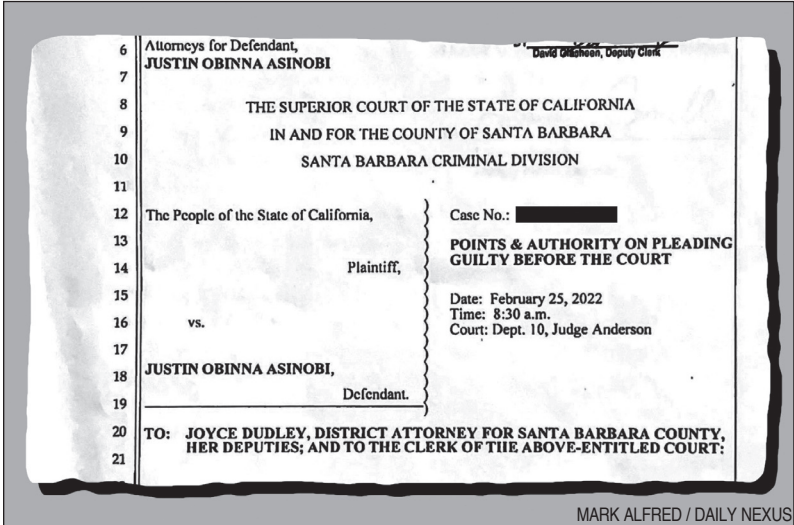 6 Attorneys for Defendant,
David Glasheen, Deputy Clerk
JUSTIN OBINNA ASINOBI
7
8 THE SUPERIOR COURT OF THE STATE OF CALIFORNIA
9 IN AND FOR THE COUNTY OF SANTA BARBARA
10 SANTA BARBARA CRIMINAL DIVISION
11
12 The People of the State of California,
13
14 Plaintiff,
15
16 vs.
17
18 JUSTIN OBINNA ASINOBI,
19 Defendant.
Case No.:
POINTS & AUTHORITY ON PLEADING
GUILTY BEFORE THE COURT
Date: February 25, 2022
Time: 8:30 a.m.
Court: Dept. 10, Judge Anderson
20 TO: JOYCE DUDLEY, DISTRICT ATTORNEY FOR SANTA BARBARA COUNTY,
21 HER DEPUTIES; AND TO THE CLERK OF THE ABOVE-ENTITLED COURT:
MARK ALFRED / DAILY NEXUS